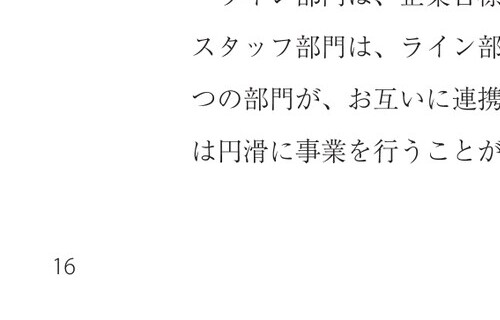 ライン部門は、企業目標
スタッフ部門は、ライン部
つの部門が、お互いに連携
は円滑に事業を行うことが
16